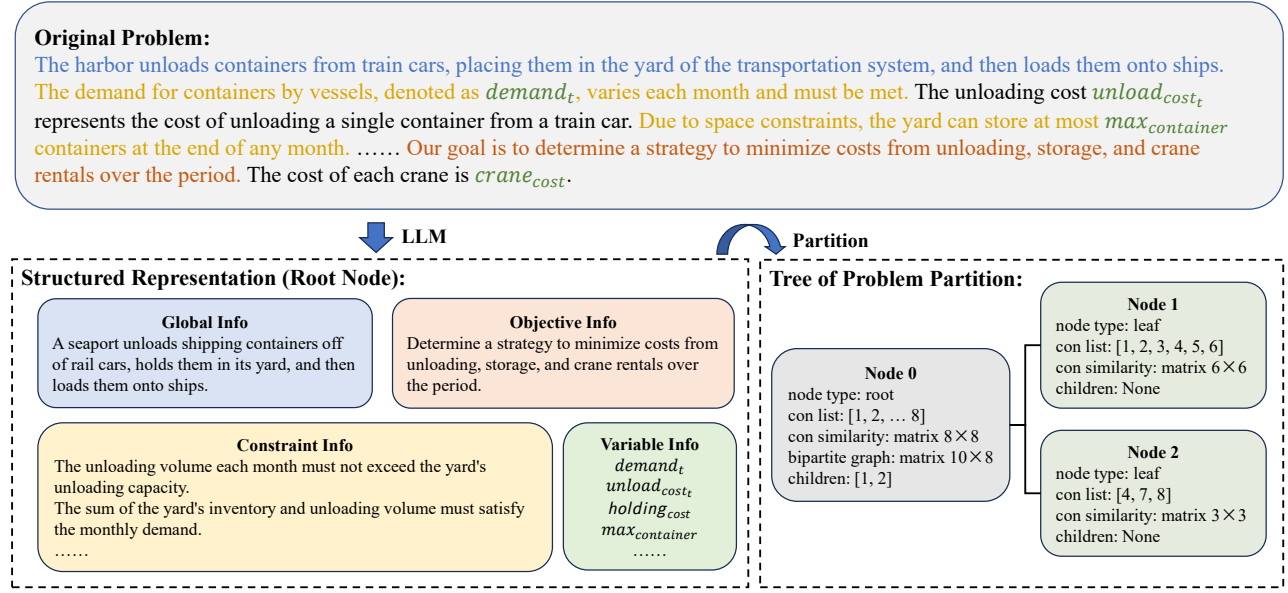 Original Problem:
The harbor unloads containers from train cars, placing them in the yard of the transportation system, and then loads them onto ships.
The demand for containers by vessels, denoted as demand_t, varies each month and must be met. The unloading cost unload_cost_t
represents the cost of unloading a single container from a train car. Due to space constraints, the yard can store at most max_container
containers at the end of any month. …… Our goal is to determine a strategy to minimize costs from unloading, storage, and crane
rentals over the period. The cost of each crane is crane_cost.
LLM
Partition
Structured Representation (Root Node):
Global Info
A seaport unloads shipping containers off
of rail cars, holds them in its yard, and then
loads them onto ships.
Objective Info
Determine a strategy to minimize costs from
unloading, storage, and crane rentals over
the period.
Constraint Info
The unloading volume each month must not exceed the yard's
unloading capacity.
The sum of the yard's inventory and unloading volume must satisfy
the monthly demand.
……
Variable Info
demand_t
unload_cost_t
holding_cost
max_container
……
Tree of Problem Partition:
Node 0
node type: root
con list: [1, 2, … 8]
con similarity: matrix 8×8
bipartite graph: matrix 10×8
children: [1, 2]
Node 1
node type: leaf
con list: [1, 2, 3, 4, 5, 6]
con similarity: matrix 6×6
children: None
Node 2
node type: leaf
con list: [4, 7, 8]
con similarity: matrix 3×3
children: None